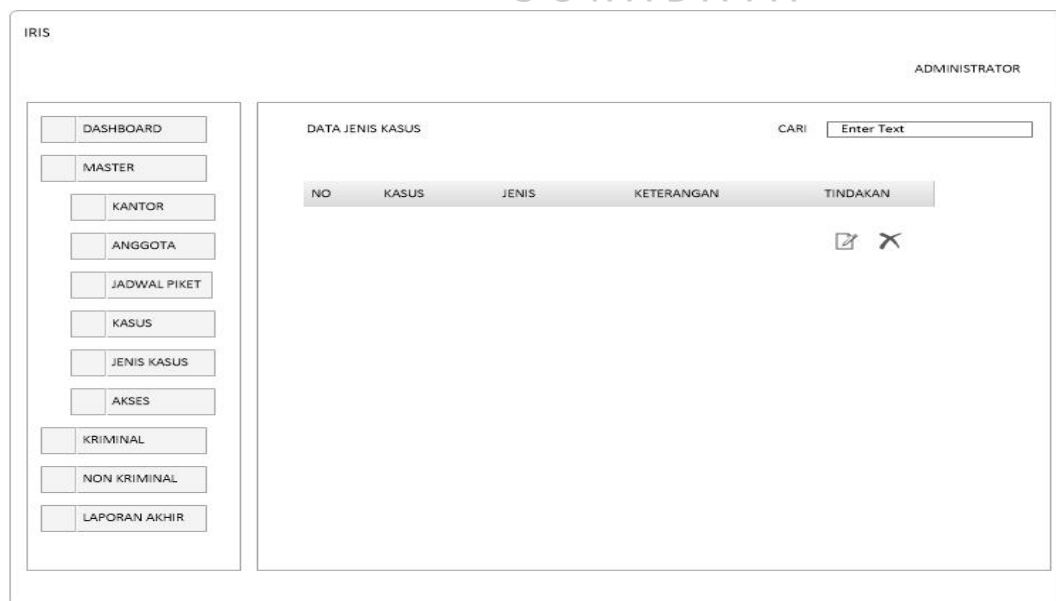 IRIS
ADMINISTRATOR
DASHBOARD
MASTER
KANTOR
ANGGOTA
JADWAL PIKET
KASUS
JENIS KASUS
AKSES
KRIMINAL
NON KRIMINAL
LAPORAN AKHIR
DATA JENIS KASUS
CARI Enter Text
NO KASUS JENIS KETERANGAN TINDAKAN